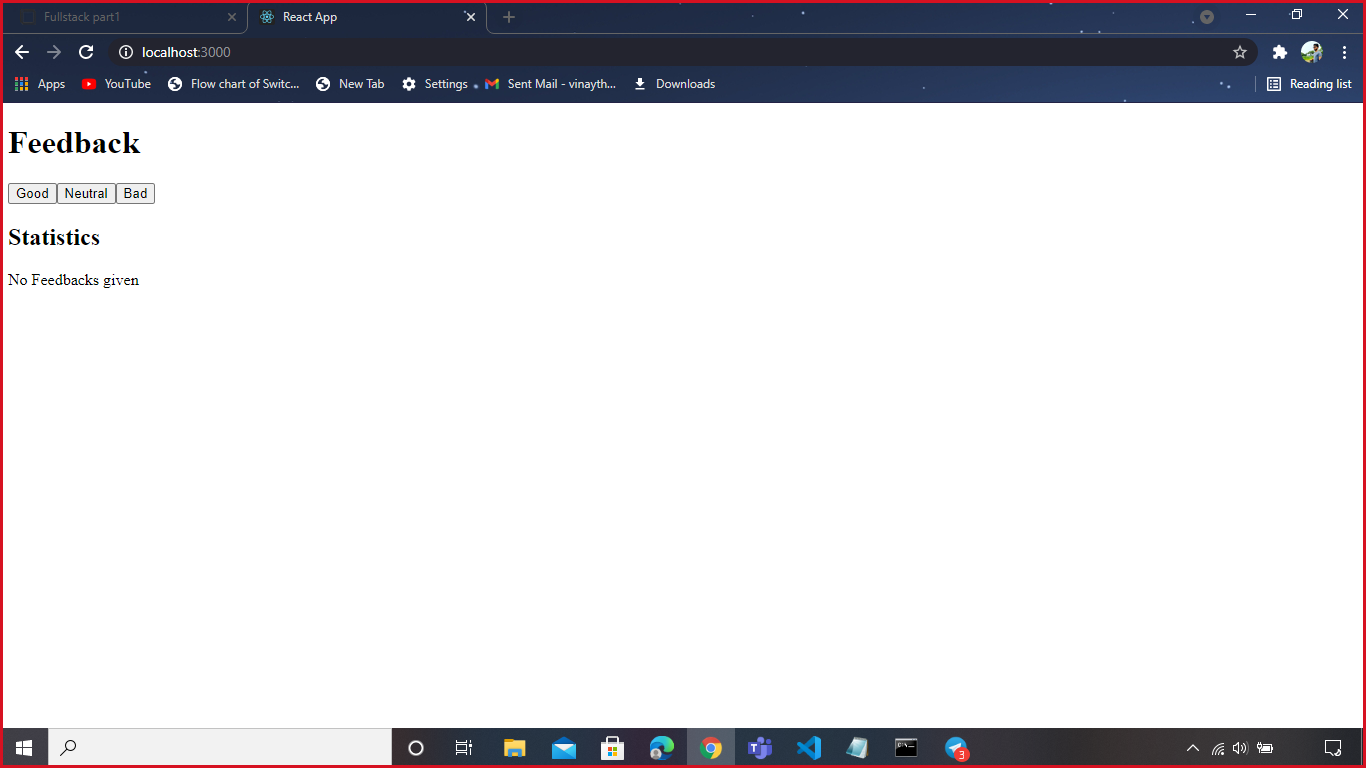 Fullstack part1
React App
localhost:3000
Apps
YouTube
Flow chart of Switc...
New Tab
Settings
Sent Mail - vinayth...
Downloads
Reading list
Feedback
Good Neutral Bad
Statistics
No Feedbacks given
3